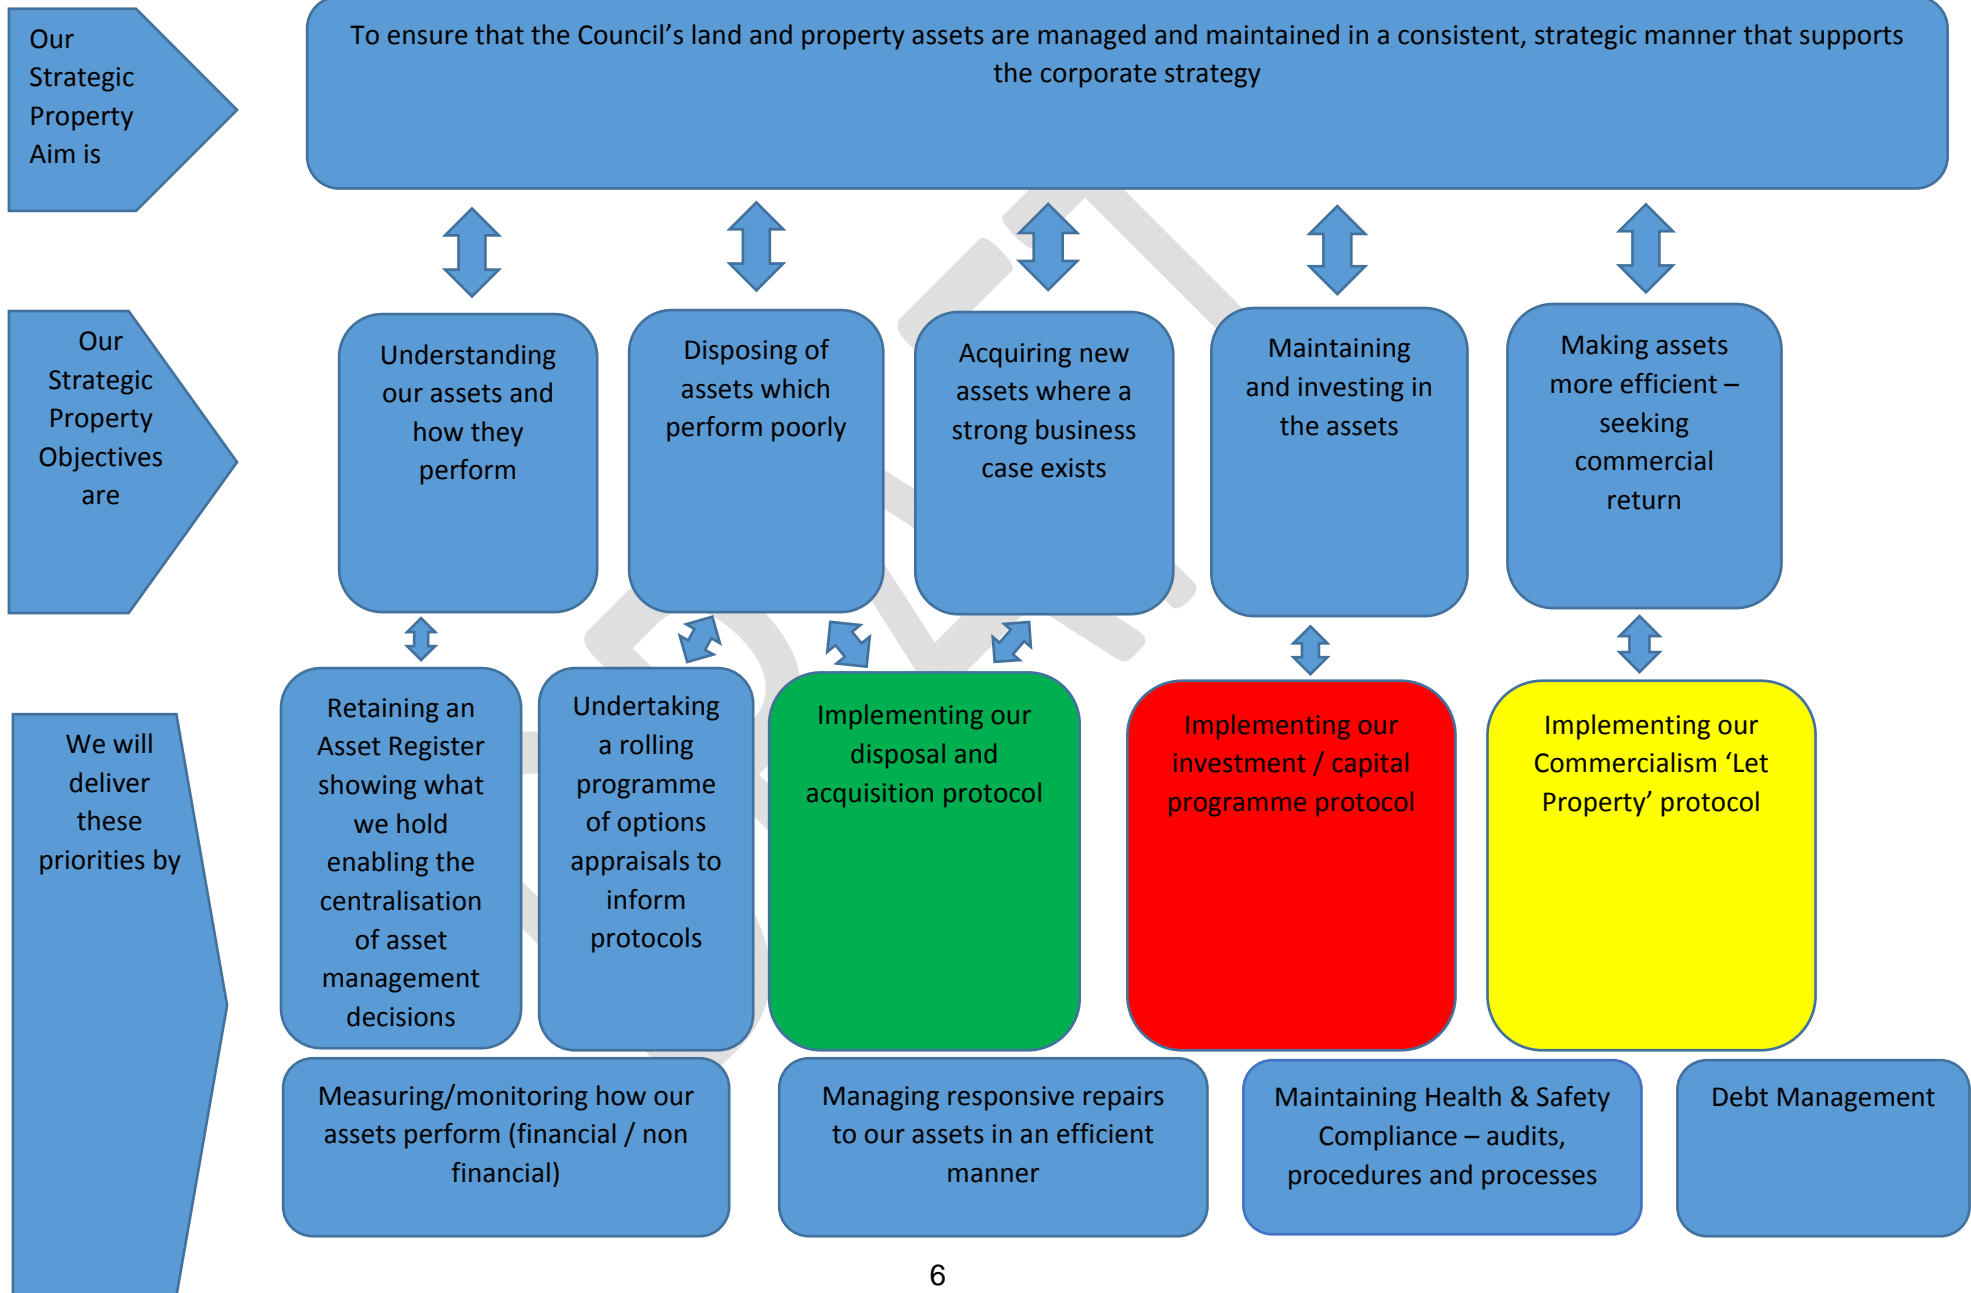 Our
Strategic
Property
Aim is
To ensure that the Council’s land and property assets are managed and maintained in a consistent, strategic manner that supports
the corporate strategy
Our
Strategic
Property
Objectives
are
Understanding
our assets and
how they
perform
Disposing of
assets which
perform poorly
Acquiring new
assets where a
strong business
case exists
Maintaining
and investing in
the assets
Making assets
more efficient –
seeking
commercial
return
We will
deliver
these
priorities by
Retaining an
Asset Register
showing what
we hold
enabling the
centralisation
of asset
management
decisions
Undertaking
a rolling
programme
of options
appraisals to
inform
protocols
Implementing our
disposal and
acquisition protocol
Implementing our
investment / capital
programme protocol
Implementing our
Commercialism ‘Let
Property’ protocol
Measuring/monitoring how our
assets perform (financial / non
financial)
Managing responsive repairs
to our assets in an efficient
manner
Maintaining Health & Safety
Compliance – audits,
procedures and processes
Debt Management
DRAFT
6